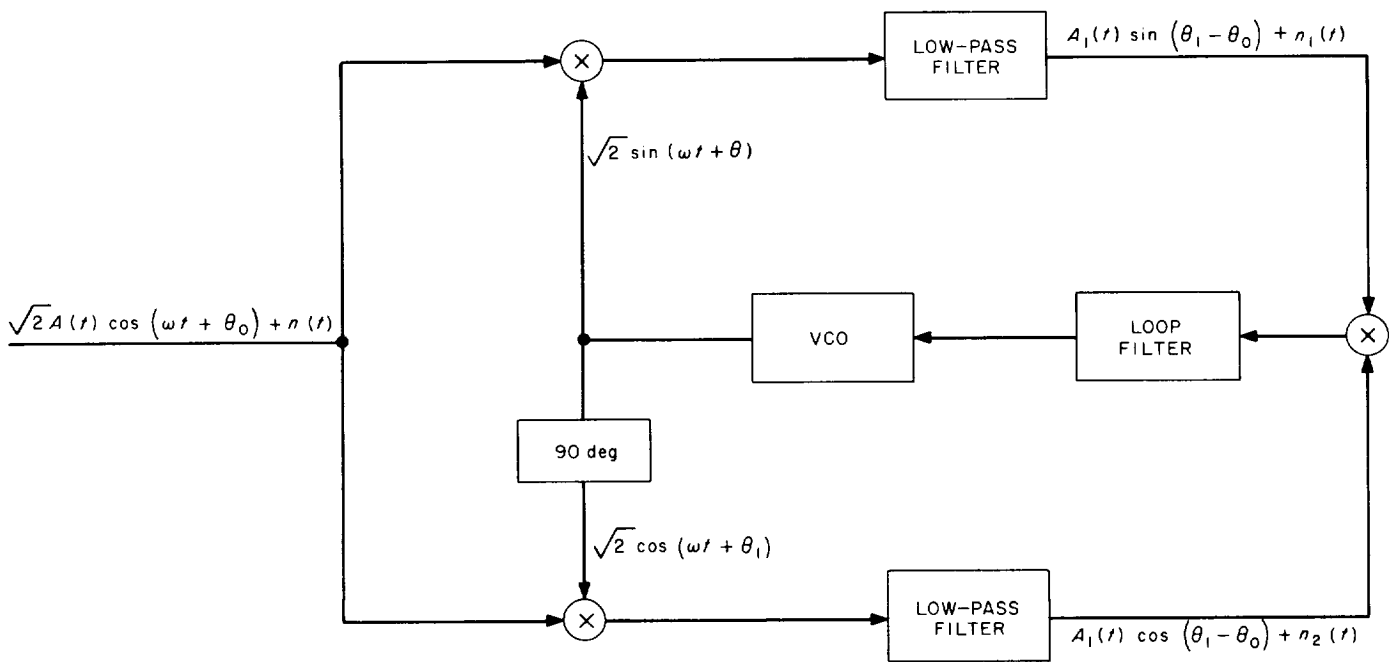 LOW-PASS
FILTER
A₁(t) sin (θ₁ − θ₀) + n₁(t)
×
√2 sin (ωt + θ)
√2 A(t) cos (ωt + θ₀) + n(t)
VCO
LOOP
FILTER
×
90 deg
√2 cos (ωt + θ₁)
×
LOW-PASS
FILTER
A₁(t) cos (θ₁ − θ₀) + n₂(t)